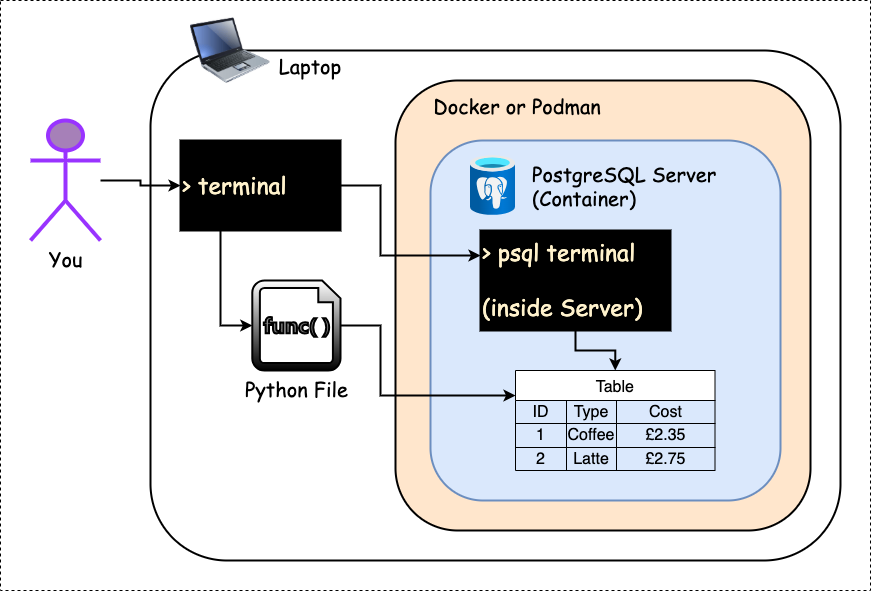 Laptop
Docker or Podman
PostgreSQL Server
(Container)
> terminal
You
> psql terminal
(inside Server)
func()
Python File
Table
ID Type Cost
1 Coffee £2.35
2 Latte £2.75